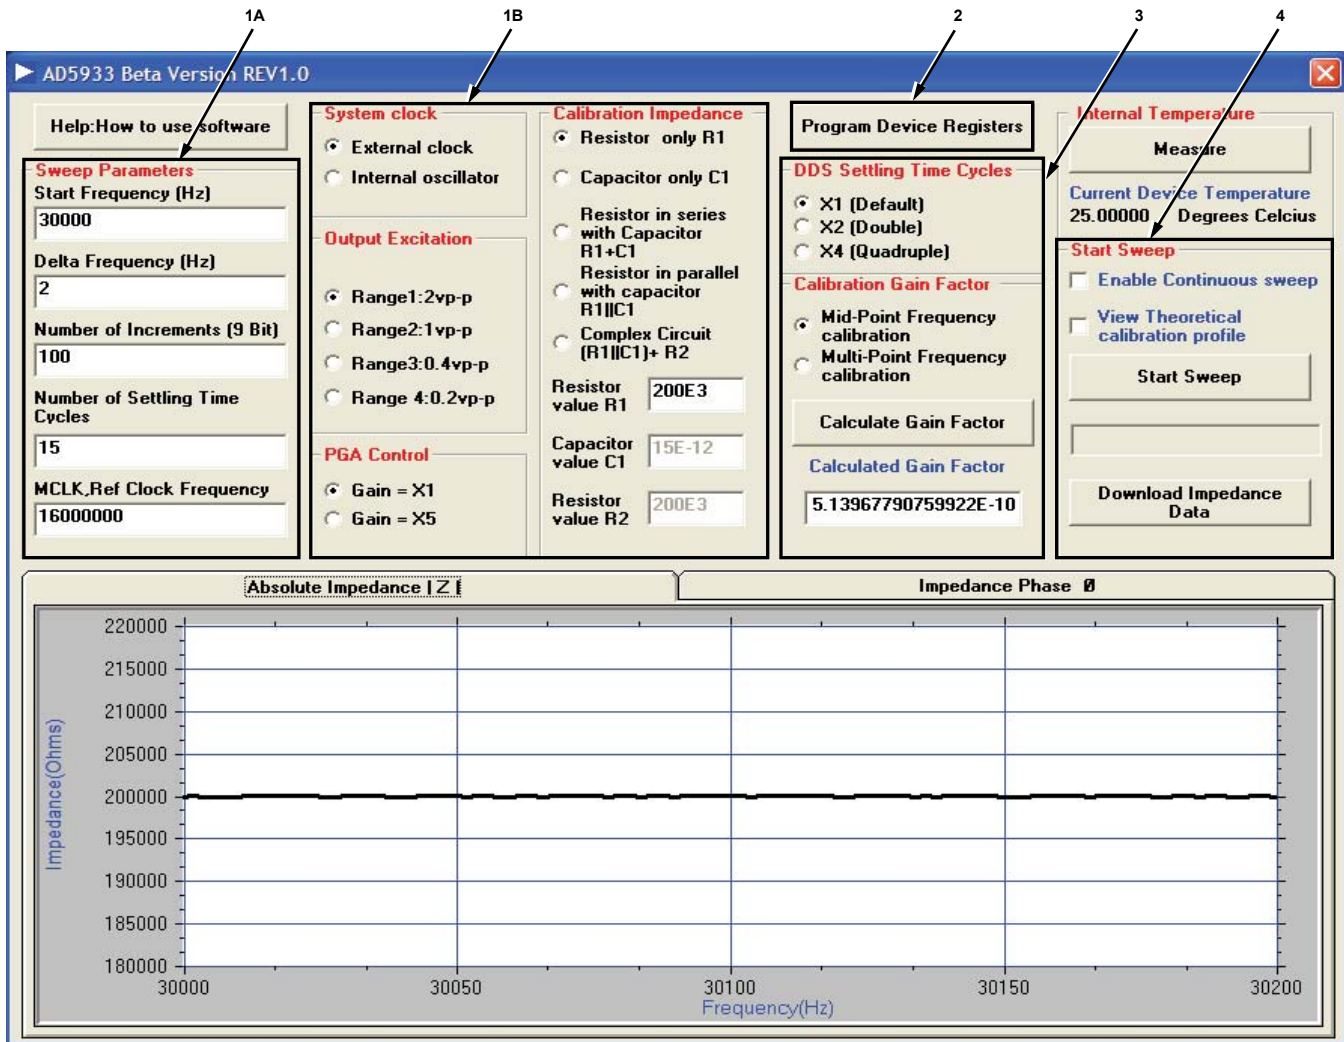 1A
1B
2
3
4
AD5933 Beta Version REV1.0
Help:How to use software
Sweep Parameters
Start Frequency (Hz)
30000
Delta Frequency (Hz)
2
Number of Increments (9 Bit)
100
Number of Settling Time
Cycles
15
MCLK,Ref Clock Frequency
16000000
System clock
External clock
Internal oscillator
Output Excitation
Range1:2vp-p
Range2:1vp-p
Range3:0.4vp-p
Range 4:0.2vp-p
PGA Control
Gain = X1
Gain = X5
Calibration Impedance
Resistor only R1
Capacitor only C1
Resistor in series
with Capacitor
R1+C1
Resistor in parallel
with capacitor
R1||C1
Complex Circuit
(R1||C1)+ R2
Resistor
value R1
200E3
Capacitor
value C1
15E-12
Resistor
value R2
200E3
Program Device Registers
DDS Settling Time Cycles
X1 (Default)
X2 (Double)
X4 (Quadruple)
Calibration Gain Factor
Mid-Point Frequency
calibration
Multi-Point Frequency
calibration
Calculate Gain Factor
Calculated Gain Factor
5.13967790759922E-10
Internal Temperature
Measure
Current Device Temperature
25.00000 Degrees Celcius
Start Sweep
Enable Continuous sweep
View Theoretical
calibration profile
Start Sweep
Download Impedance
Data
Absolute Impedance |Z|
Impedance Phase Ø
Impedance(Ohms)
220000
215000
210000
205000
200000
195000
190000
185000
180000
30000
30050
30100
30150
30200
Frequency(Hz)